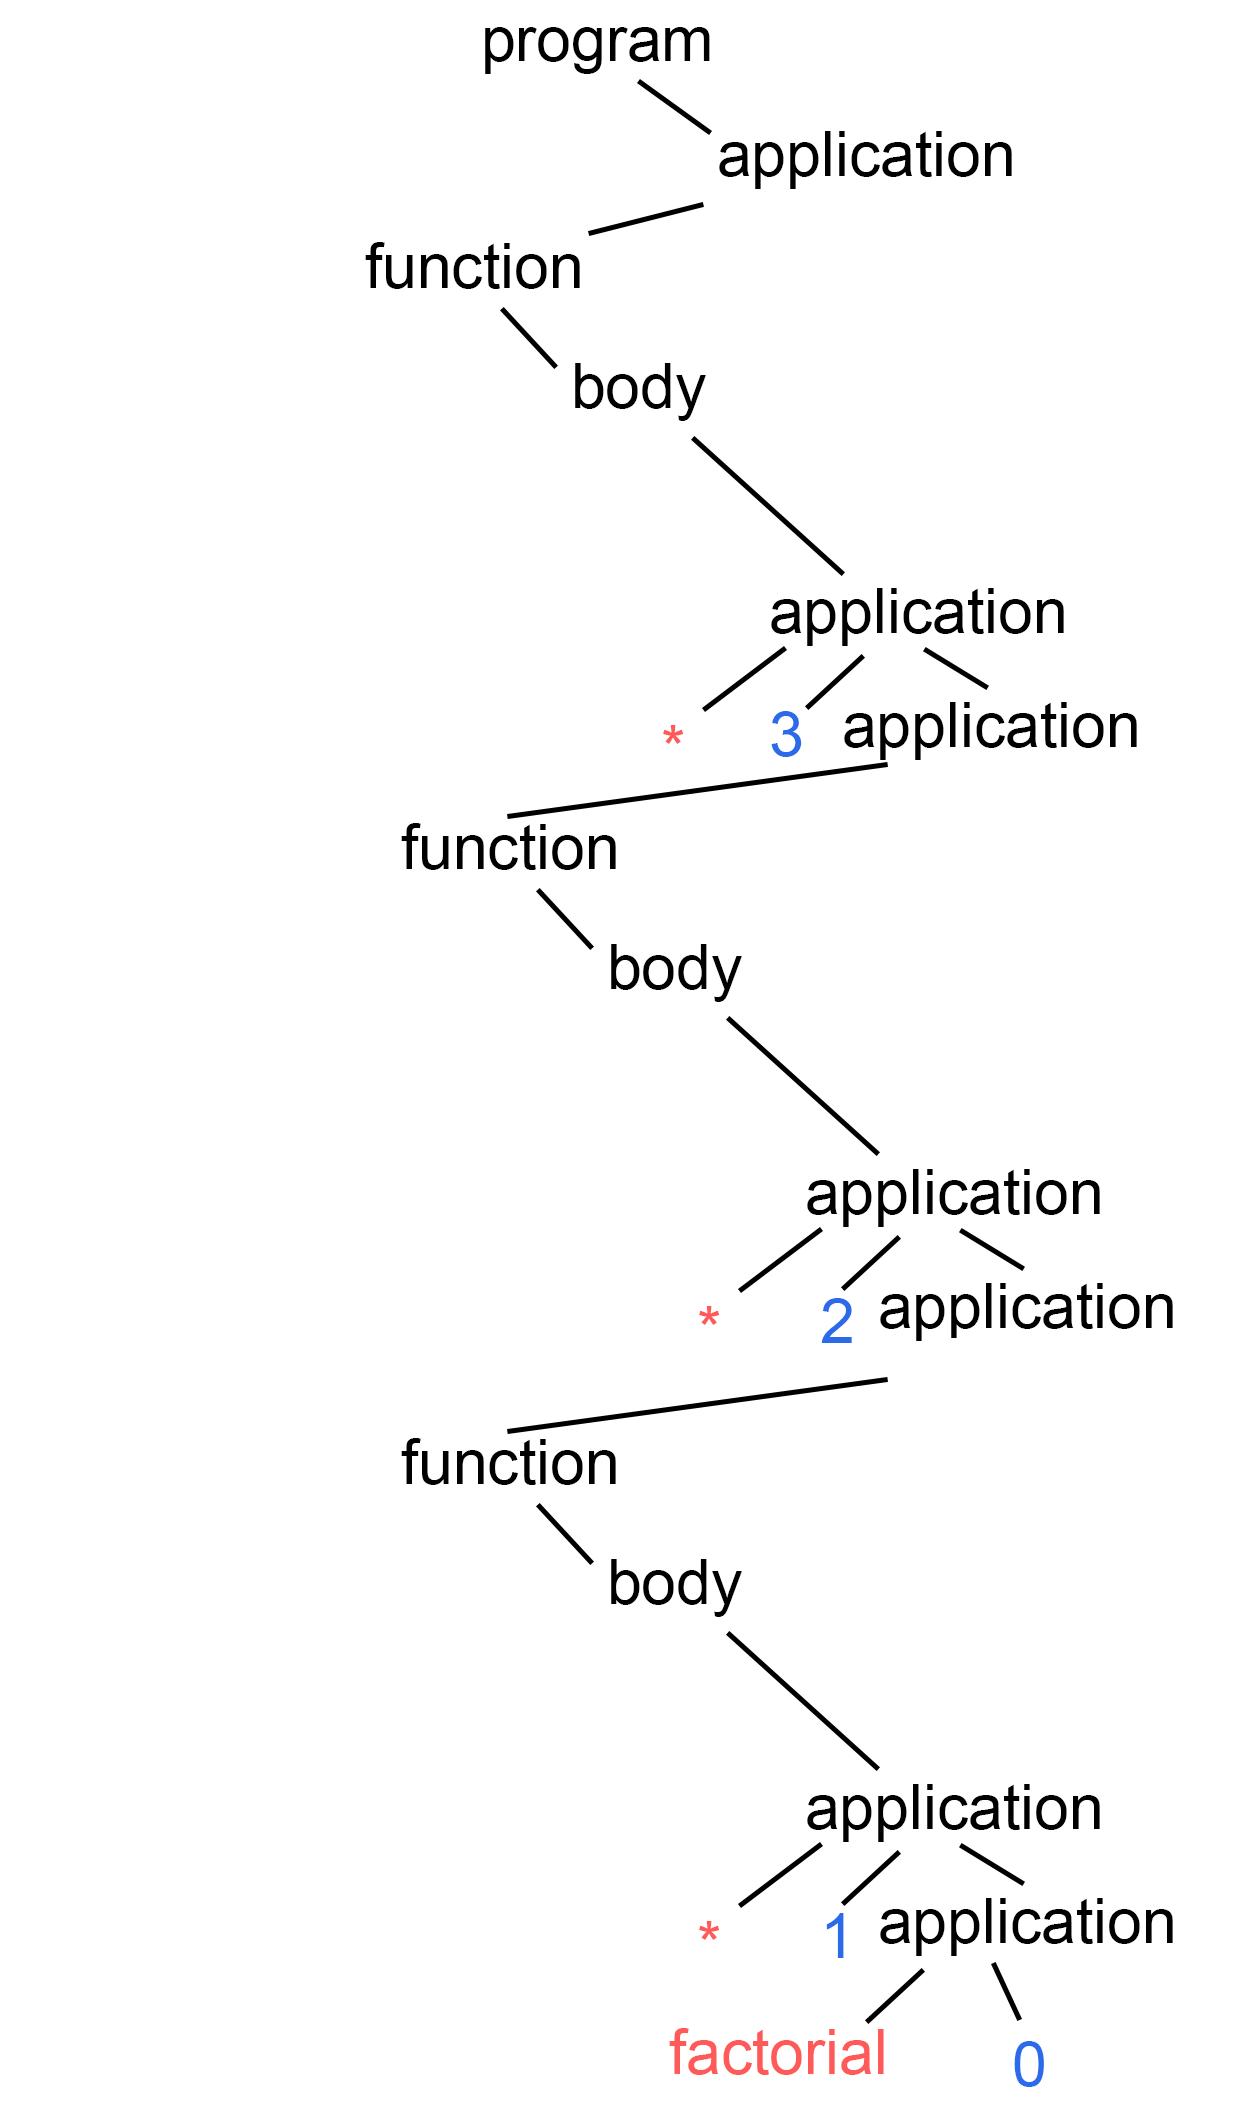 program
application
function
body
application
* 3 application
function
body
application
* 2 application
function
body
application
* 1 application
factorial 0